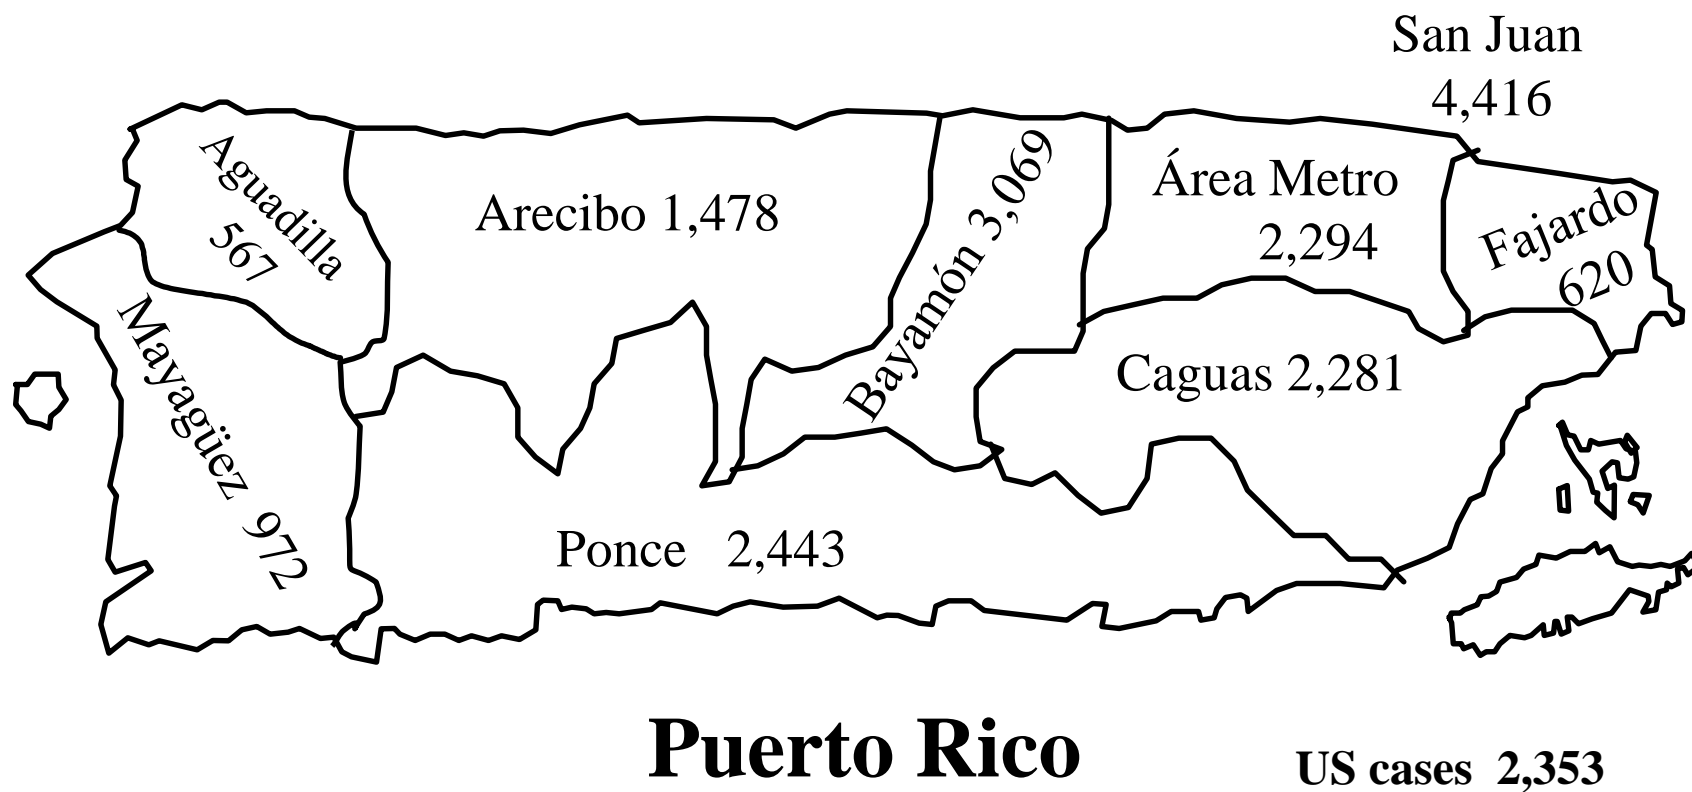 San Juan
4,416
Aguadilla
567
Arecibo 1,478
Bayamón 3,069
Área Metro
2,294
Fajardo
620
Mayagüez 972
Caguas 2,281
Ponce 2,443
Puerto Rico
US cases 2,353